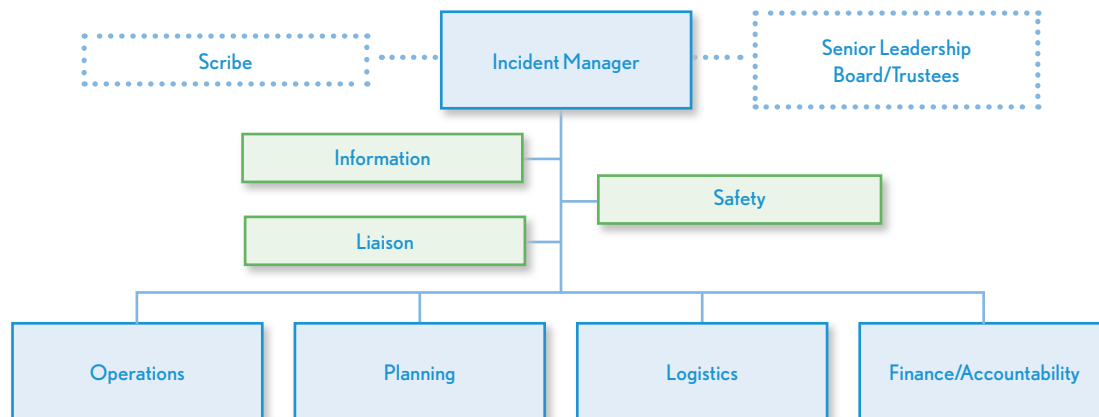 Scribe
Incident Manager
Senior Leadership
Board/Trustees
Information
Safety
Liaison
Operations
Planning
Logistics
Finance/Accountability